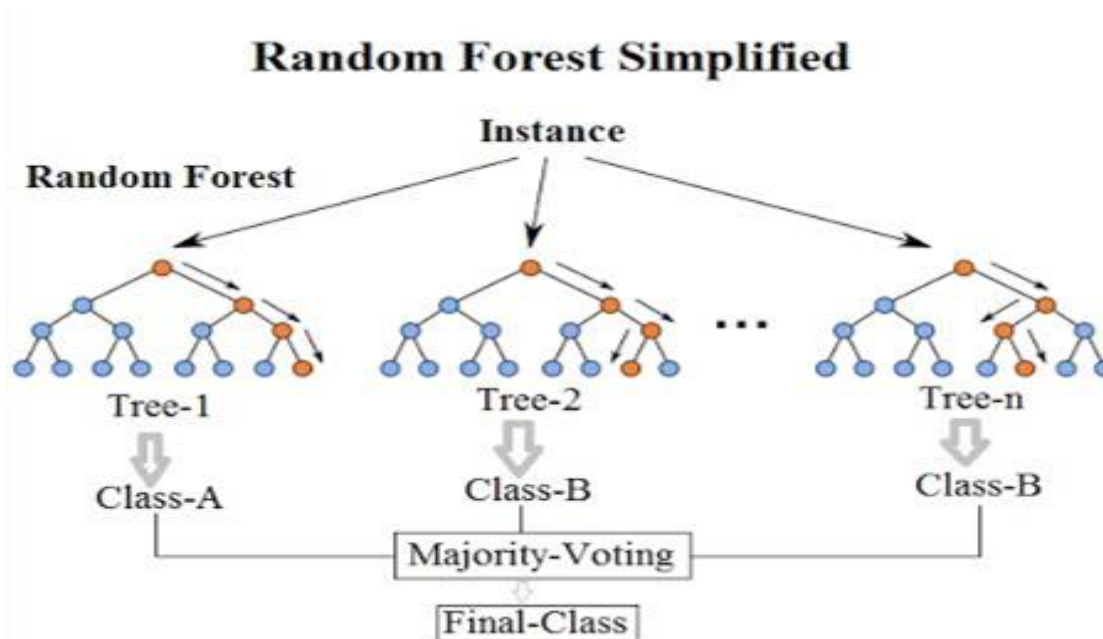 Random Forest Simplified
Instance
Random Forest
...
Tree-1 Tree-2 Tree-n
Class-A Class-B Class-B
Majority-Voting
Final-Class